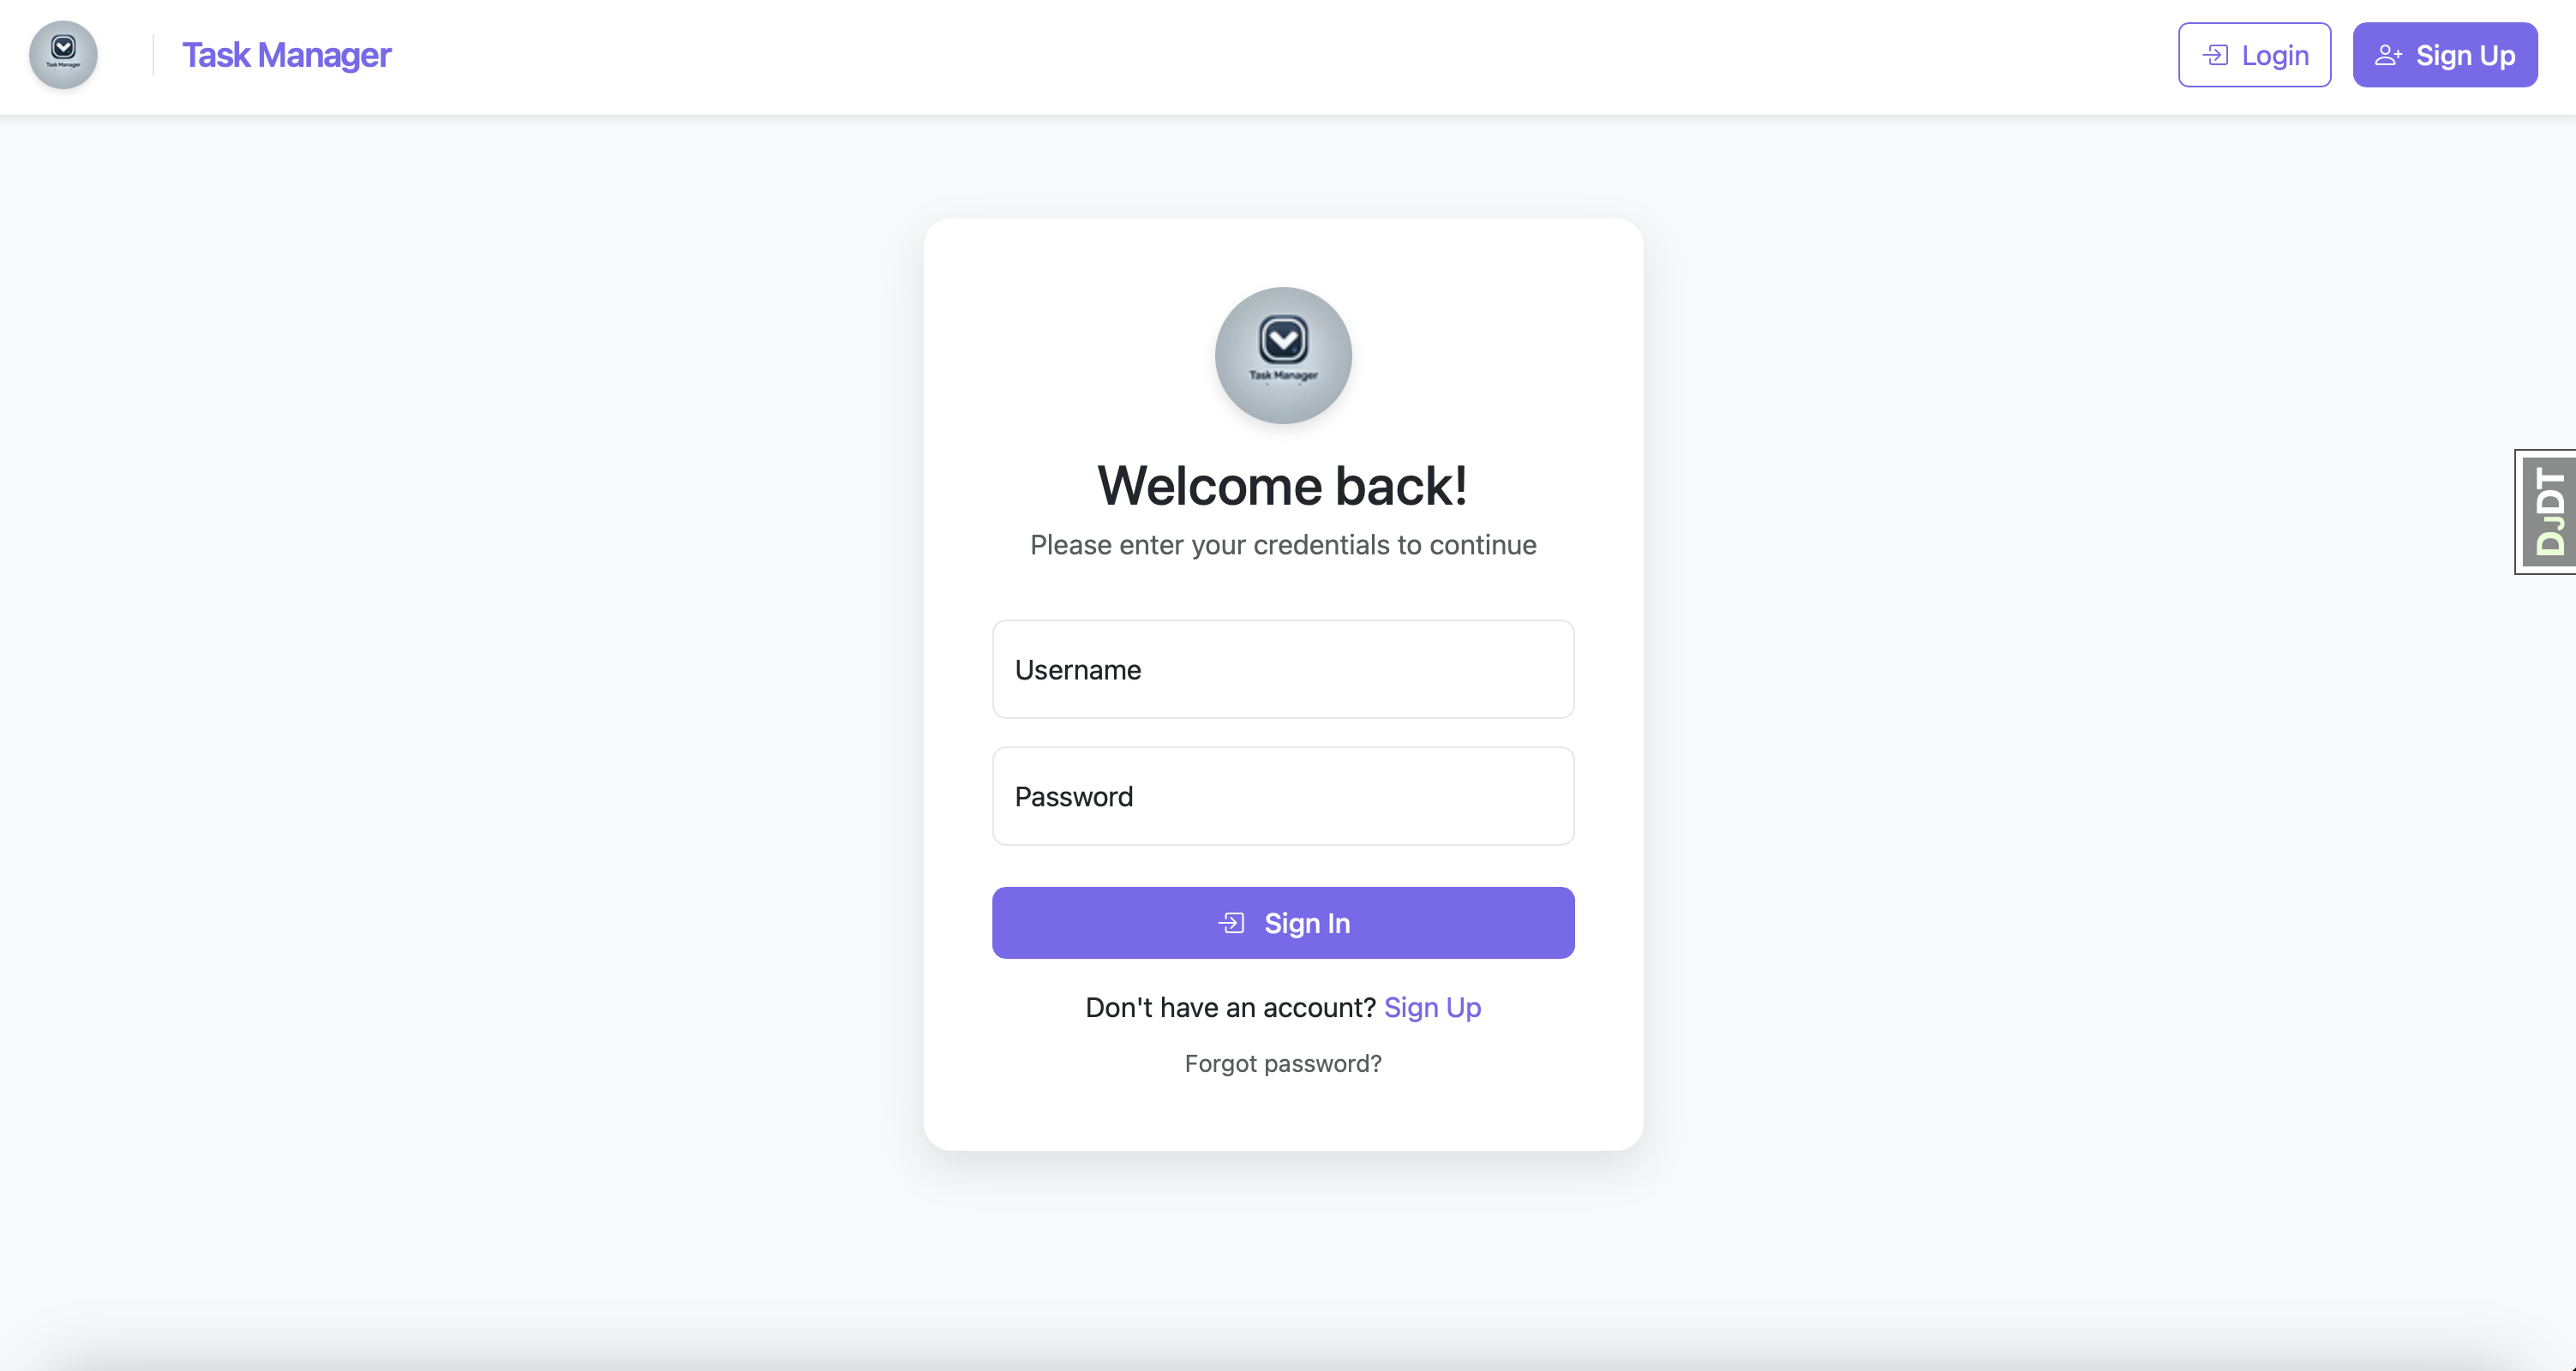 Task Manager
Task Manager
Login
Sign Up
Task Manager
Welcome back!
Please enter your credentials to continue
Username
Password
Sign In
Don't have an account? Sign Up
Forgot password?
DJDT